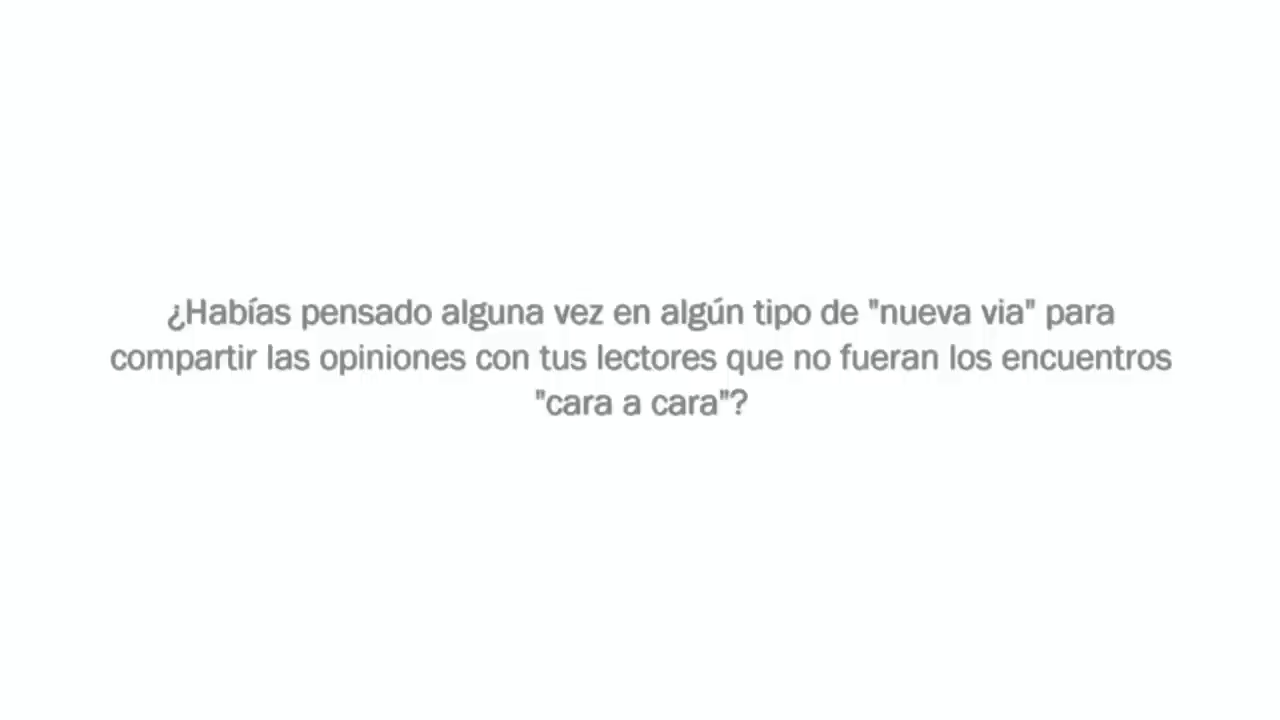 ¿Habías pensado alguna vez en algún tipo de "nueva via" para
compartir las opiniones con tus lectores que no fueran los encuentros
"cara a cara"?